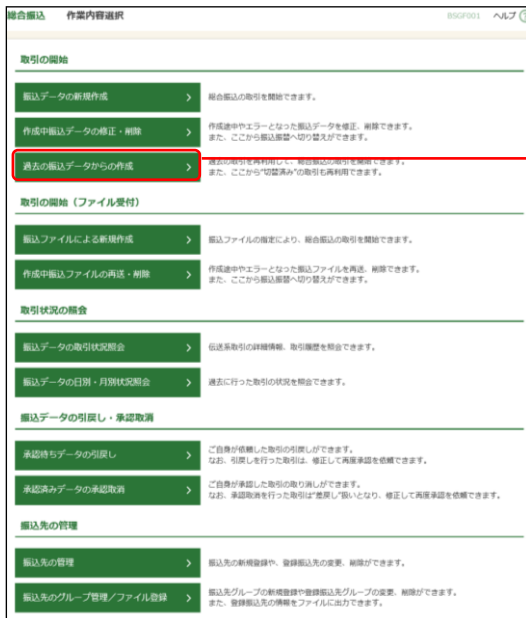 総合振込 作業内容選択 BSGF001 ヘルプ
取引の開始
振込データの新規作成 総合振込の取引を開始できます。
作成中振込データの修正・削除 作成途中やエラーとなった振込データを修正、削除できます。
また、ここから振込振替へ切り替えができます。
過去の振込データからの作成 過去の取引を再利用して、総合振込の取引を開始できます。
また、ここから“切替済み”の取引も再利用できます。
取引の開始（ファイル受付）
振込ファイルによる新規作成 振込ファイルの指定により、総合振込の取引を開始できます。
作成中振込ファイルの再送・削除 作成途中やエラーとなった振込ファイルを再送、削除できます。
また、ここから振込振替へ切り替えができます。
取引状況の照会
振込データの取引状況照会 伝送系取引の詳細情報、取引履歴を照会できます。
振込データの日別・月別状況照会 過去に行った取引の状況を照会できます。
振込データの引戻し・承認取消
承認待ちデータの引戻し ご自身が依頼した取引の引戻しができます。
なお、引戻しを行った取引は、修正して再度承認を依頼できます。
承認済みデータの承認取消 ご自身が承認した取引の取り消しができます。
なお、承認取消を行った取引は“差戻し”扱いとなり、修正して再度承認を依頼できます。
振込先の管理
振込先の管理 振込先の新規登録や、登録振込先の変更、削除ができます。
振込先のグループ管理／ファイル登録 振込先グループの新規登録や登録振込先グループの変更、削除ができます。
また、登録振込先の情報をファイルに出力できます。